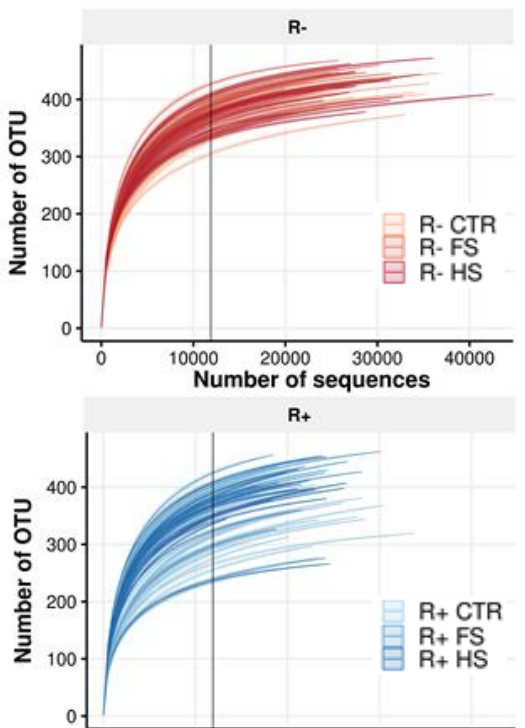 R-
Number of OTU
400
300
200
100
0
R- CTR
R- FS
R- HS
0 10000 20000 30000 40000
Number of sequences
R+
Number of OTU
400
300
200
100
0
R+ CTR
R+ FS
R+ HS